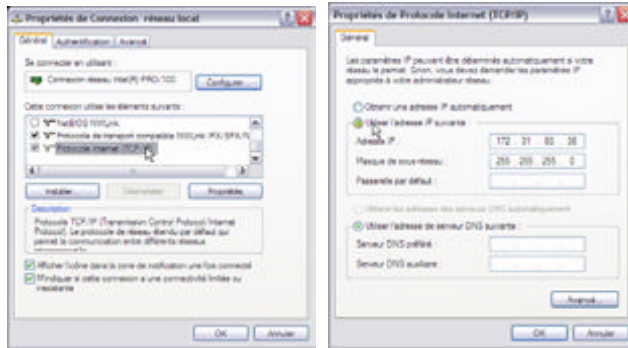 Propriétés de Connexion réseau local
Général
Authentification
Avancé
Se connecter en utilisant :
Connexion réseau Intel(R) PRO/100
Configurer...
Cette connexion utilise les éléments suivants :
NetBIOS NWLink
Protocole de transport compatible NWLink IPX/SPX/N
Protocole Internet (TCP/IP)
Installer...
Désinstaller
Propriétés
Description
Protocole TCP/IP (Transmission Control Protocol/Internet
Protocol). Le protocole de réseau étendu par défaut qui
permet la communication entre différents réseaux
Afficher l'icône dans la zone de notification une fois connecté
M'indiquer si cette connexion a une connectivité limitée ou
inexistante
OK
Annuler
Propriétés de Protocole Internet (TCP/IP)
Général
Les paramètres IP peuvent être déterminés automatiquement si votre
réseau le permet. Sinon, vous devez demander les paramètres IP
appropriés à votre administrateur réseau.
Obtenir une adresse IP automatiquement
Utiliser l'adresse IP suivante :
Adresse IP :
172 . 31 . 80 . 38
Masque de sous-réseau :
255 . 255 . 255 . 0
Passerelle par défaut :
Obtenir les adresses des serveurs DNS automatiquement
Utiliser l'adresse de serveur DNS suivante :
Serveur DNS préféré :
Serveur DNS auxiliaire :
Avancé...
OK
Annuler